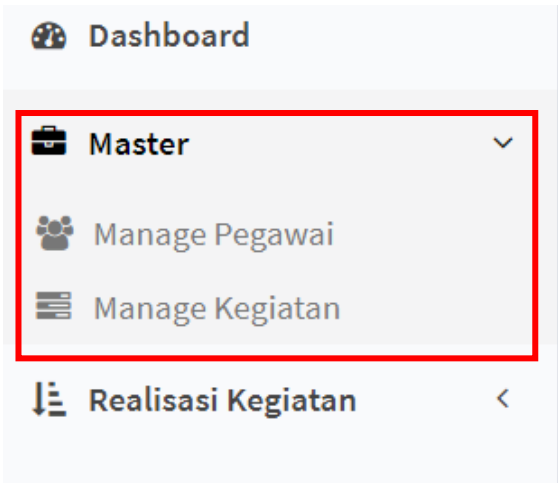 Dashboard
Master
Manage Pegawai
Manage Kegiatan
Realisasi Kegiatan